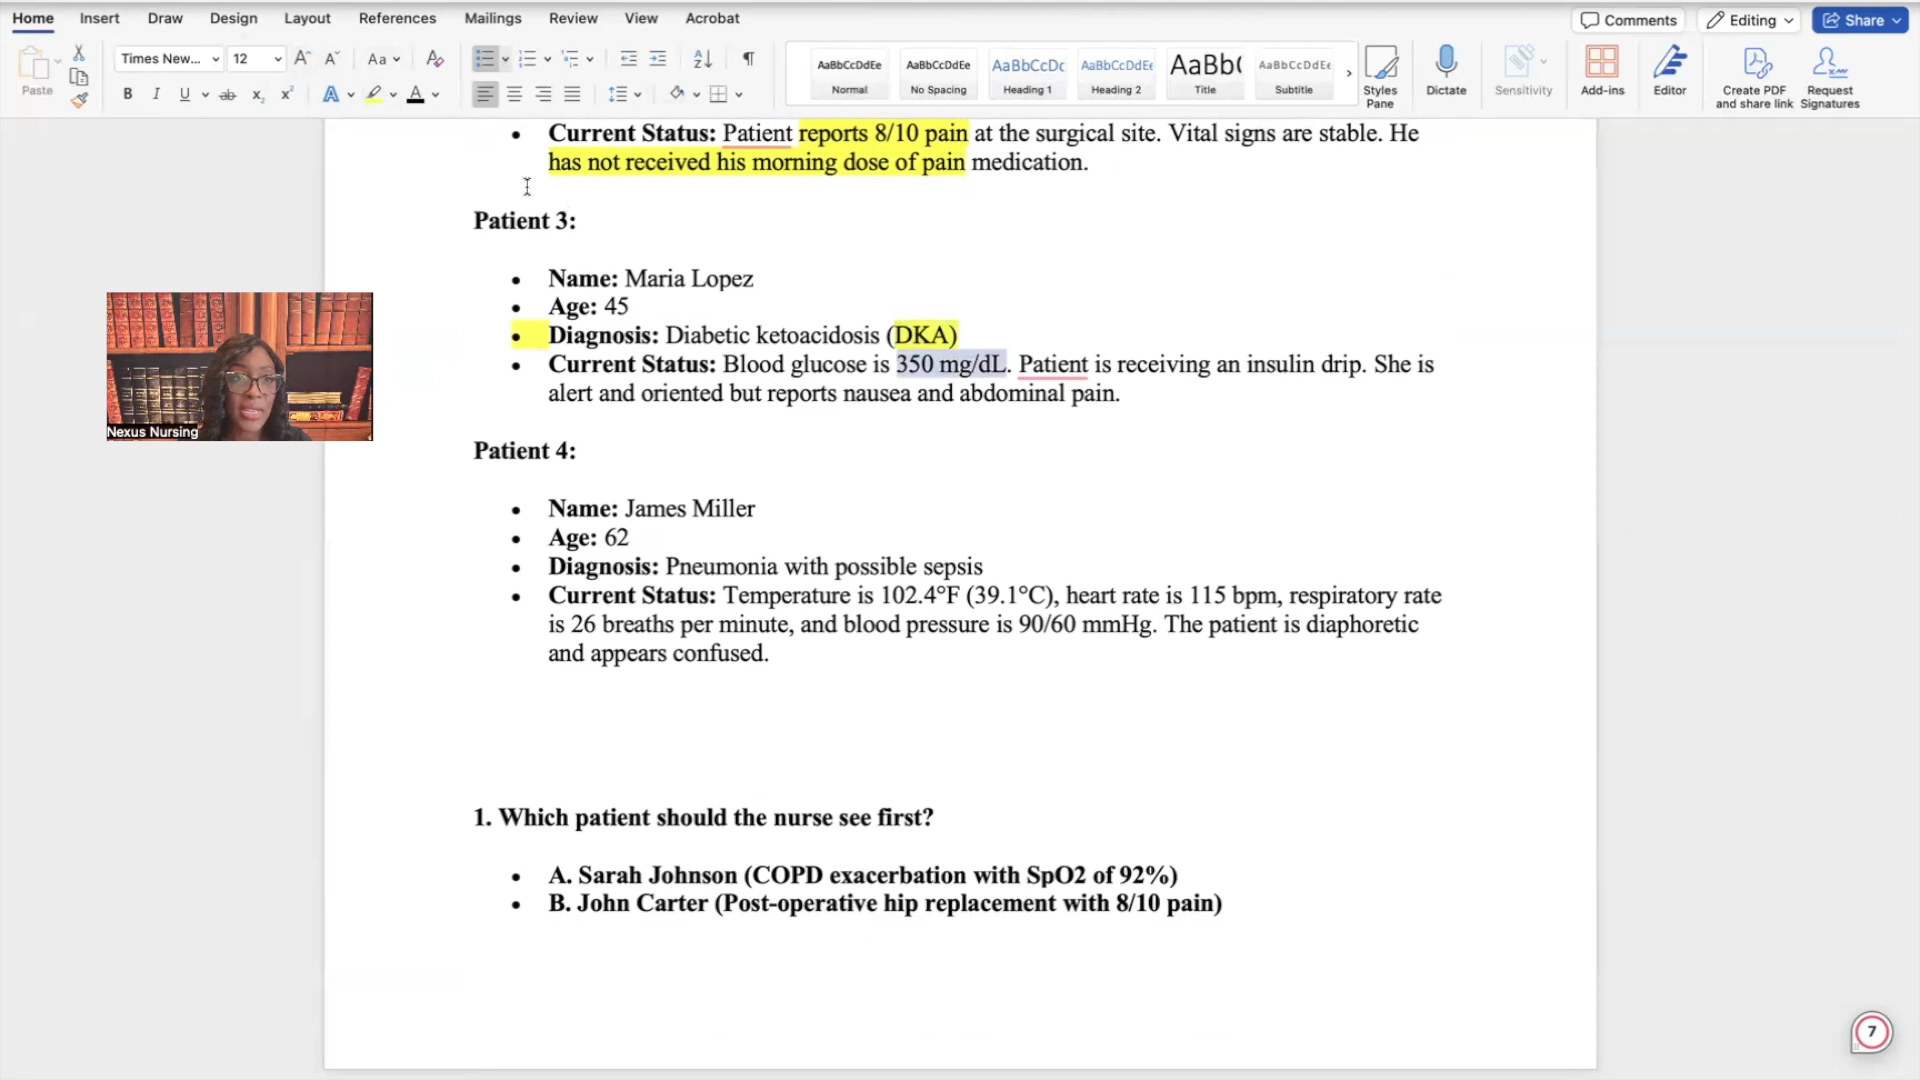 Home Insert Draw Design Layout References Mailings Review View Acrobat Comments Editing Share
Times New... 12 Aa
AaBbCcDdEe AaBbCcDdEe AaBbCcDc AaBbCcDdEe AaBb( AaBbCcDdEe
Paste Normal No Spacing Heading 1 Heading 2 Title Subtitle Styles Pane Dictate Sensitivity Add-ins Editor Create PDF and share link Request Signatures
B I U ab x₂ x² A A
• Current Status: Patient reports 8/10 pain at the surgical site. Vital signs are stable. He
has not received his morning dose of pain medication.
Patient 3:
• Name: Maria Lopez
• Age: 45
• Diagnosis: Diabetic ketoacidosis (DKA)
• Current Status: Blood glucose is 350 mg/dL. Patient is receiving an insulin drip. She is
alert and oriented but reports nausea and abdominal pain.
Nexus Nursing
Patient 4:
• Name: James Miller
• Age: 62
• Diagnosis: Pneumonia with possible sepsis
• Current Status: Temperature is 102.4°F (39.1°C), heart rate is 115 bpm, respiratory rate
is 26 breaths per minute, and blood pressure is 90/60 mmHg. The patient is diaphoretic
and appears confused.
1. Which patient should the nurse see first?
• A. Sarah Johnson (COPD exacerbation with SpO2 of 92%)
• B. John Carter (Post-operative hip replacement with 8/10 pain)
7